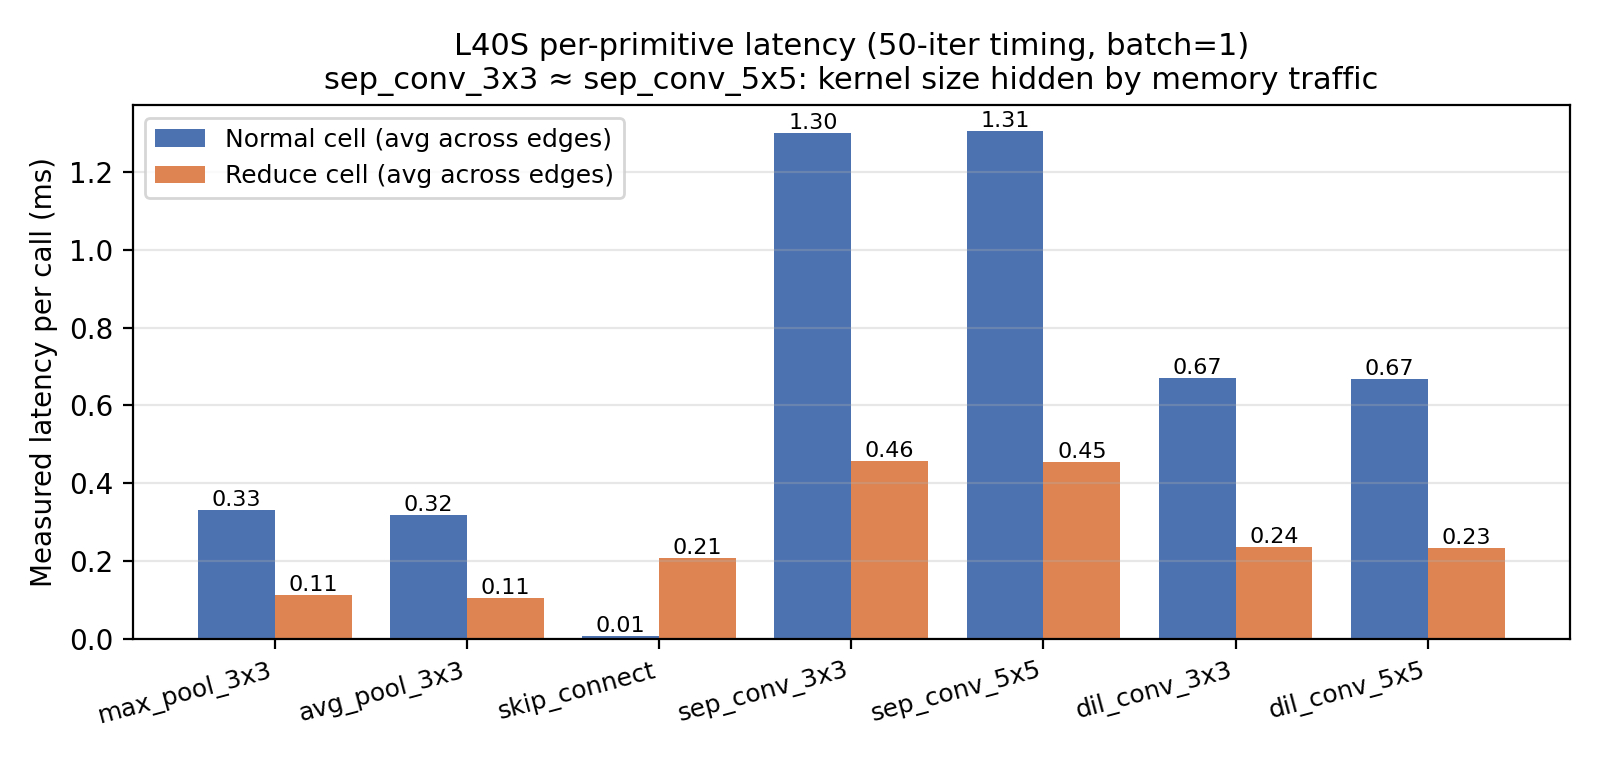 L40S per-primitive latency (50-iter timing, batch=1)
sep_conv_3x3 ≈ sep_conv_5x5: kernel size hidden by memory traffic
Measured latency per call (ms)
Normal cell (avg across edges)
Reduce cell (avg across edges)
1.2
1.0
0.8
0.6
0.4
0.2
0.0
0.33
0.11
0.32
0.11
0.01
0.21
1.30
0.46
1.31
0.45
0.67
0.24
0.67
0.23
max_pool_3x3
avg_pool_3x3
skip_connect
sep_conv_3x3
sep_conv_5x5
dil_conv_3x3
dil_conv_5x5